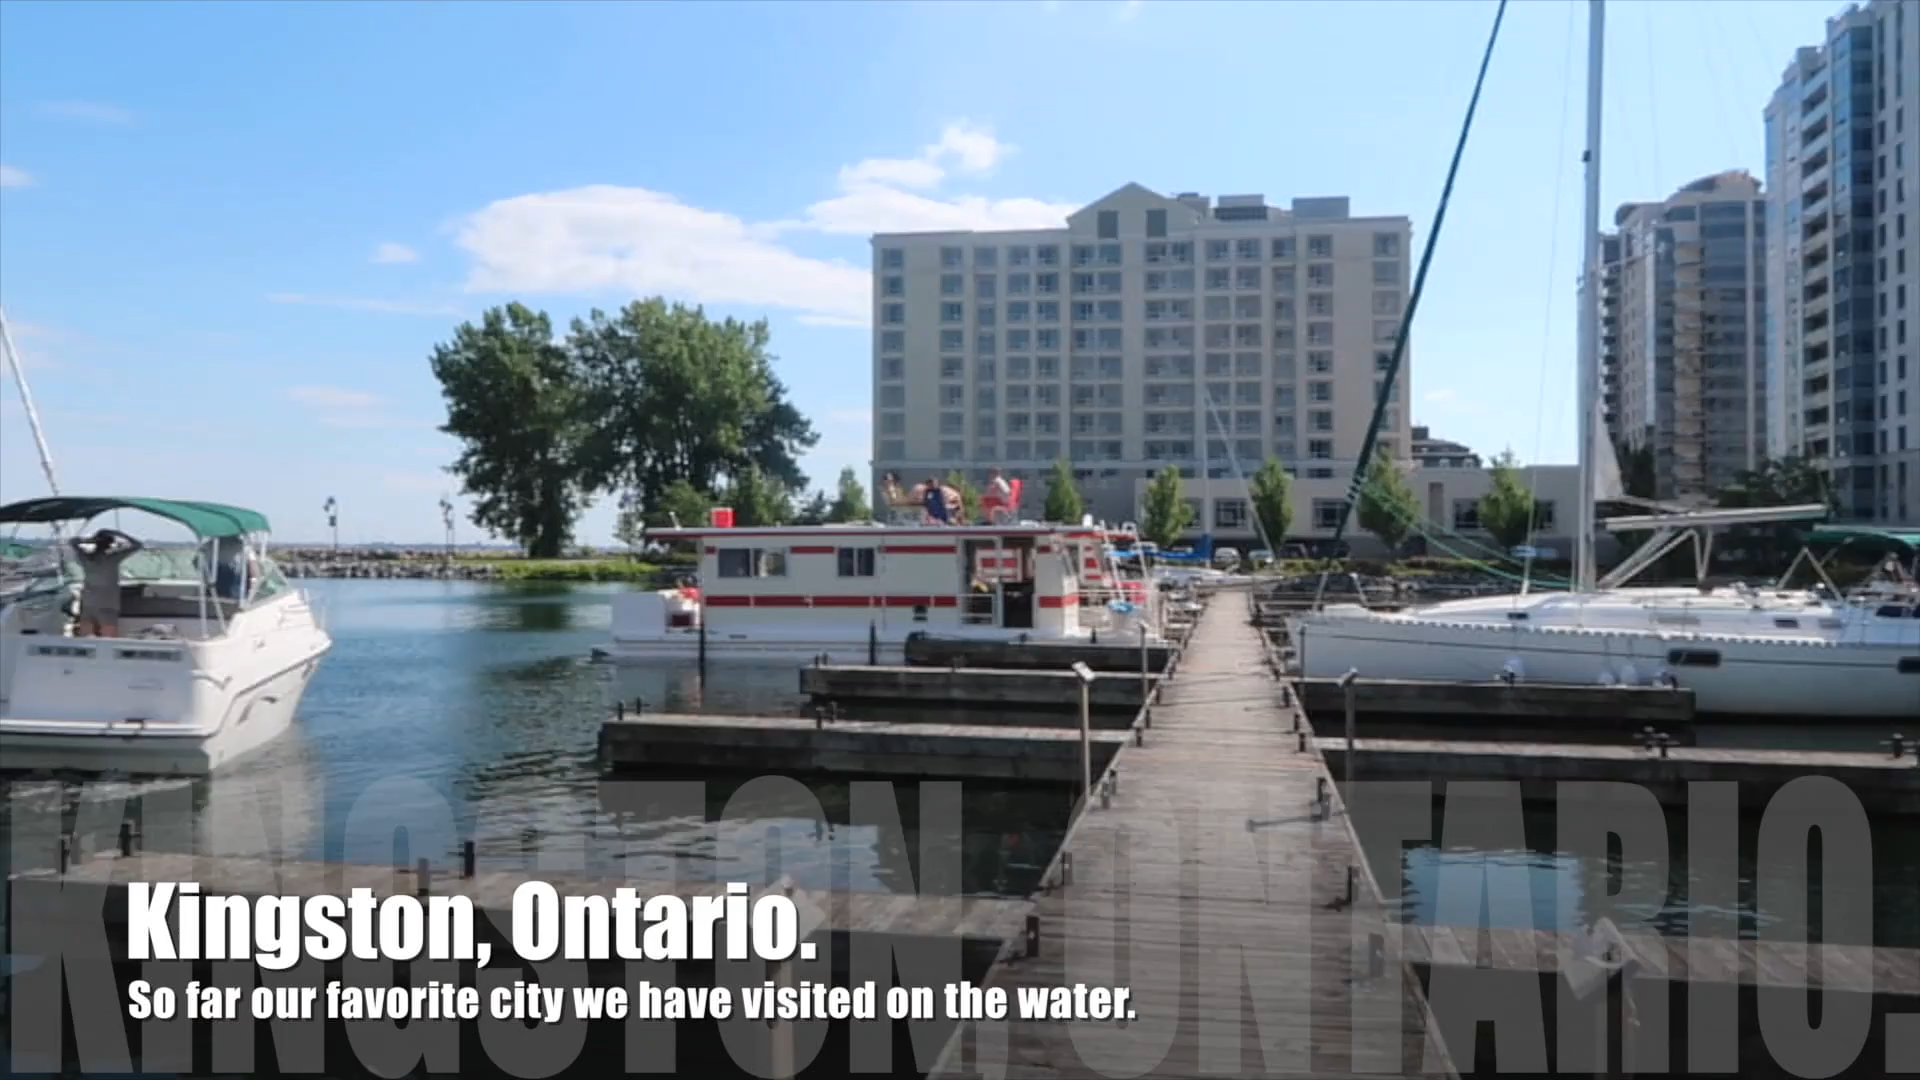 Kingston, Ontario.
So far our favorite city we have visited on the water.
KINGSTON, ONTARIO.